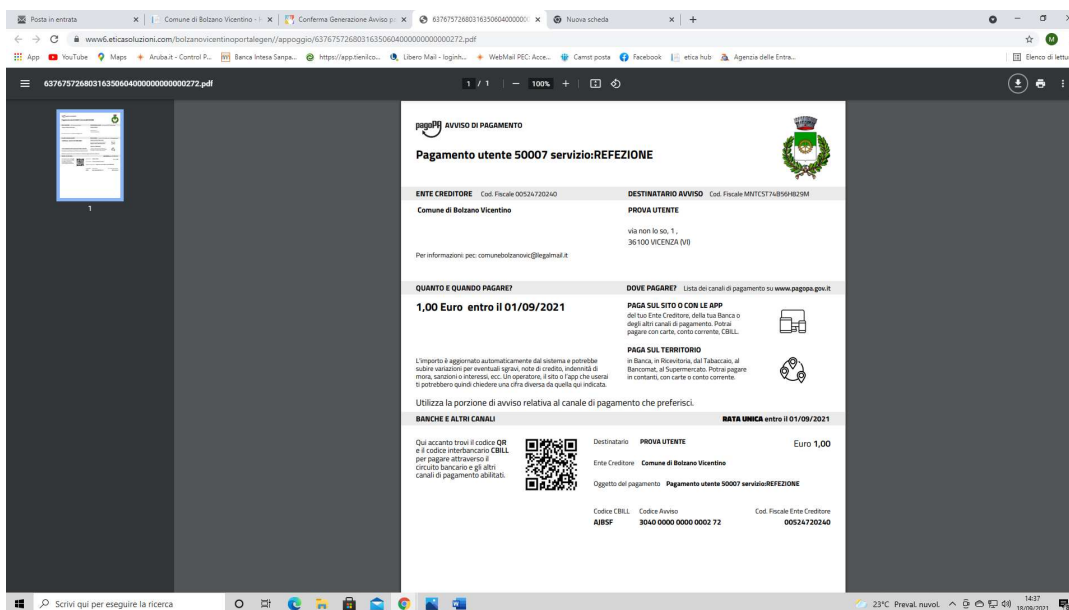 Posta in entrata
Comune di Bolzano Vicentino -
Conferma Generazione Avviso p
Nuova scheda
www6.eticasoluzioni.com/bolzanovicentinoportalegen//appoggio/63767572680316350604000000000000272.pdf
App YouTube Maps Aruba.it - Control P... Banca Intesa Sanpa... https://app.tienilco... Libero Mail - loginh... WebMail PEC: Acce... Camst posta Facebook etica hub Agenzia delle Entra... Elenco di lettu
1 / 1 100%
1
pagoPA AVVISO DI PAGAMENTO
Pagamento utente 50007 servizio:REFEZIONE
ENTE CREDITORE Cod. Fiscale 00524720240
Comune di Bolzano Vicentino
Per informazioni: pec: comunebolzanovic@legalmail.it
DESTINATARIO AVVISO Cod. Fiscale MNTCST74B56H829M
PROVA UTENTE
via non lo so, 1 ,
36100 VICENZA (VI)
QUANTO E QUANDO PAGARE?
1,00 Euro entro il 01/09/2021
L'importo è aggiornato automaticamente dal sistema e potrebbe
subire variazioni per eventuali sgravi, note di credito, indennità di
mora, sanzioni o interessi, ecc. Un operatore, il sito o l'app che userai
ti potrebbero quindi chiedere una cifra diversa da quella qui indicata.
DOVE PAGARE? Lista dei canali di pagamento su www.pagopa.gov.it
PAGA SUL SITO O CON LE APP
del tuo Ente Creditore, della tua Banca o
degli altri canali di pagamento. Potrai
pagare con carte, conto corrente, CBILL.
PAGA SUL TERRITORIO
in Banca, in Ricevitoria, dal Tabaccaio, al
Bancomat, al Supermercato. Potrai pagare
in contanti, con carte o conto corrente.
Utilizza la porzione di avviso relativa al canale di pagamento che preferisci.
BANCHE E ALTRI CANALI RATA UNICA entro il 01/09/2021
Qui accanto trovi il codice QR
e il codice interbancario CBILL
per pagare attraverso il
circuito bancario e gli altri
canali di pagamento abilitati.
Destinatario PROVA UTENTE Euro 1,00
Ente Creditore Comune di Bolzano Vicentino
Oggetto del pagamento Pagamento utente 50007 servizio:REFEZIONE
Codice CBILL Codice Avviso Cod. Fiscale Ente Creditore
AJBSF 3040 0000 0000 0002 72 00524720240
Scrivi qui per eseguire la ricerca
23°C Preval. nuvol.
14:37
18/09/2021